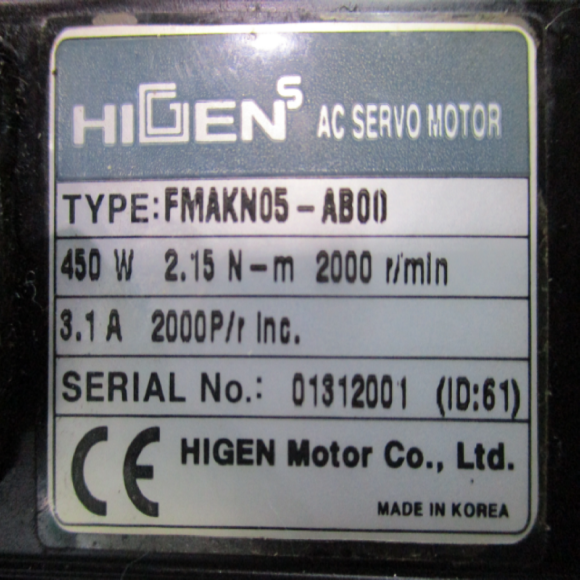 HIGENS AC SERVO MOTOR
TYPE: FMAKN05-AB00
450 W 2.15 N-m 2000 r/min
3.1 A 2000P/r Inc.
SERIAL No.: 01312001 (ID:61)
CE HIGEN Motor Co., Ltd.
MADE IN KOREA